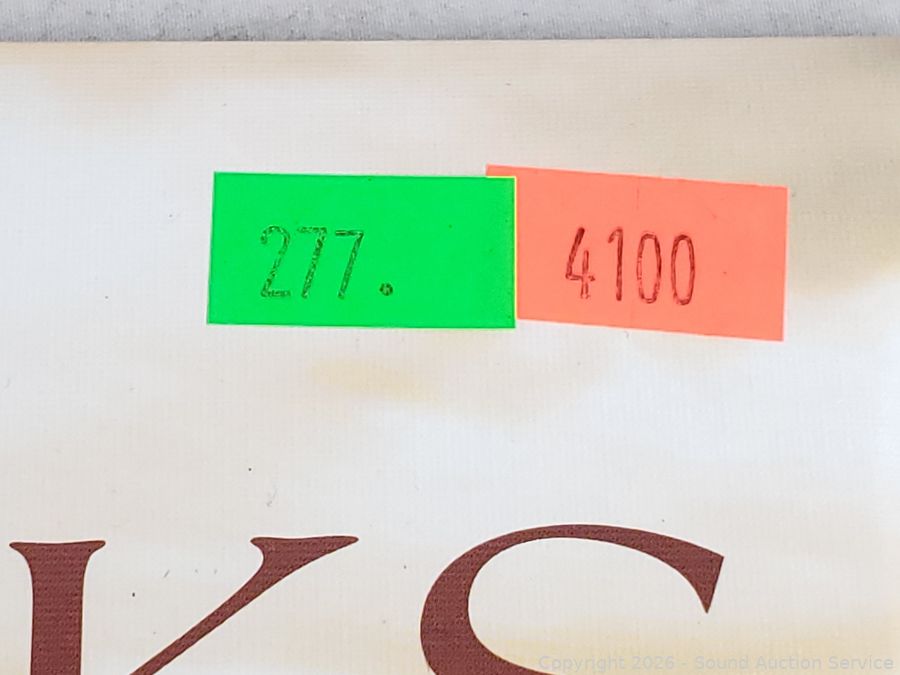 277.
4100
KS
Copyright 2026 - Sound Auction Service